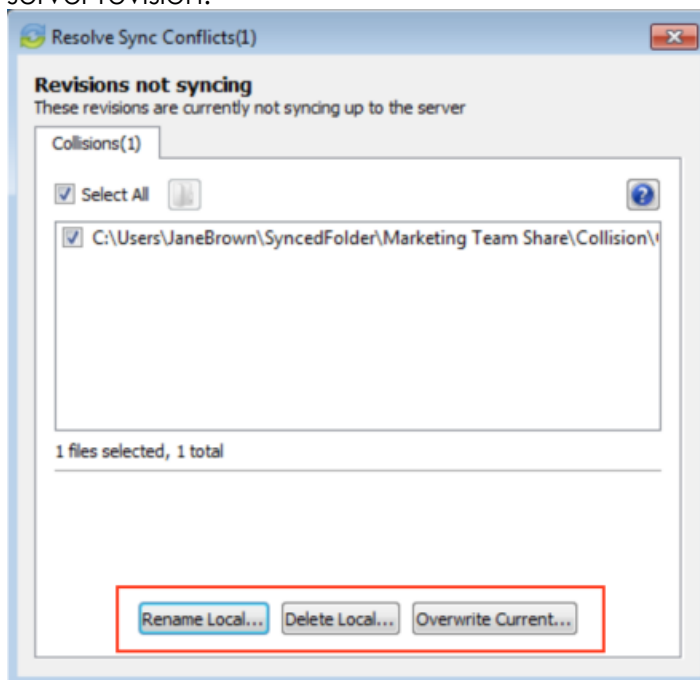 server revision.
Resolve Sync Conflicts(1)
Revisions not syncing
These revisions are currently not syncing up to the server
Collisions(1)
Select All
C:\Users\JaneBrown\SyncedFolder\Marketing Team Share\Collision\
1 files selected, 1 total
Rename Local... Delete Local... Overwrite Current...